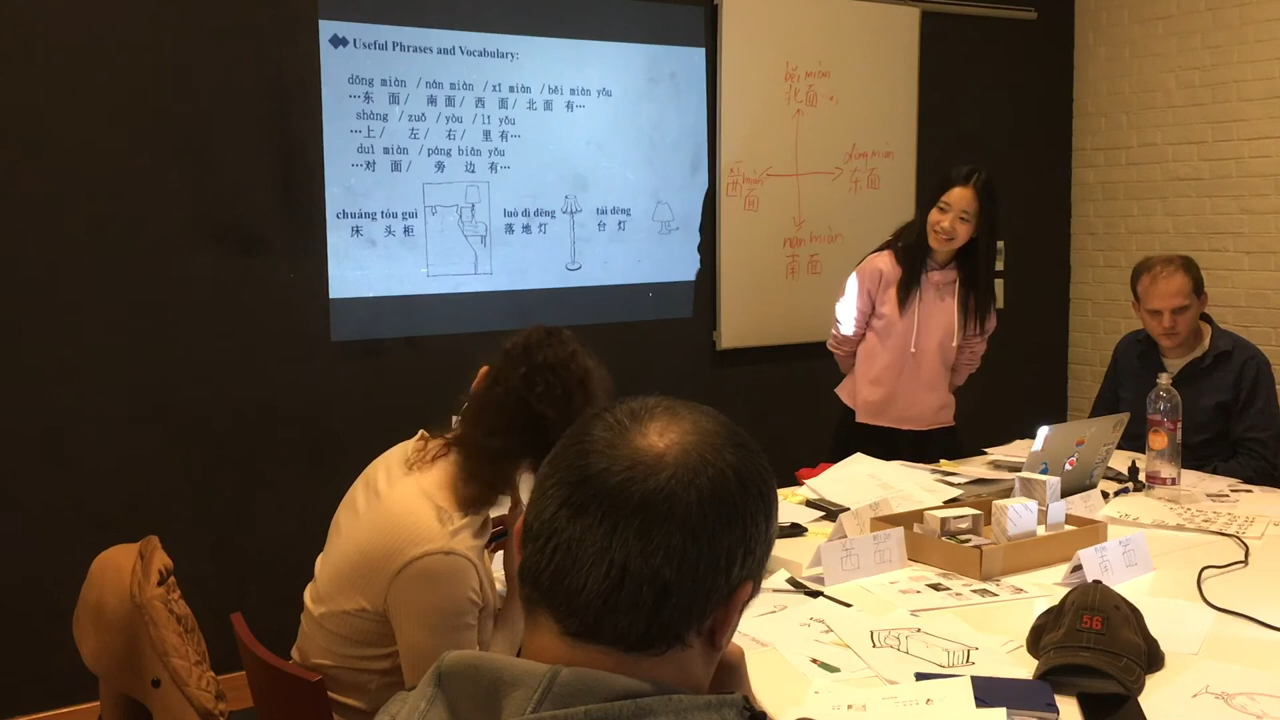 Useful Phrases and Vocabulary:
dōng miàn / nán miàn / xī miàn / běi miàn yǒu
…东 面 / 南 面 / 西 面 / 北 面 有…
shàng / zuǒ / yòu / lǐ yǒu
…上 / 左 / 右 / 里 有…
duì miàn / páng biān yǒu
…对 面 / 旁 边 有…
chuáng tóu guì
床 头 柜
luò dì dēng
落 地 灯
tái dēng
台 灯
běi miàn
北面
dōng miàn
东面
xī miàn
西面
nán miàn
南面
miàn
西 面
nán miàn
南 面
56